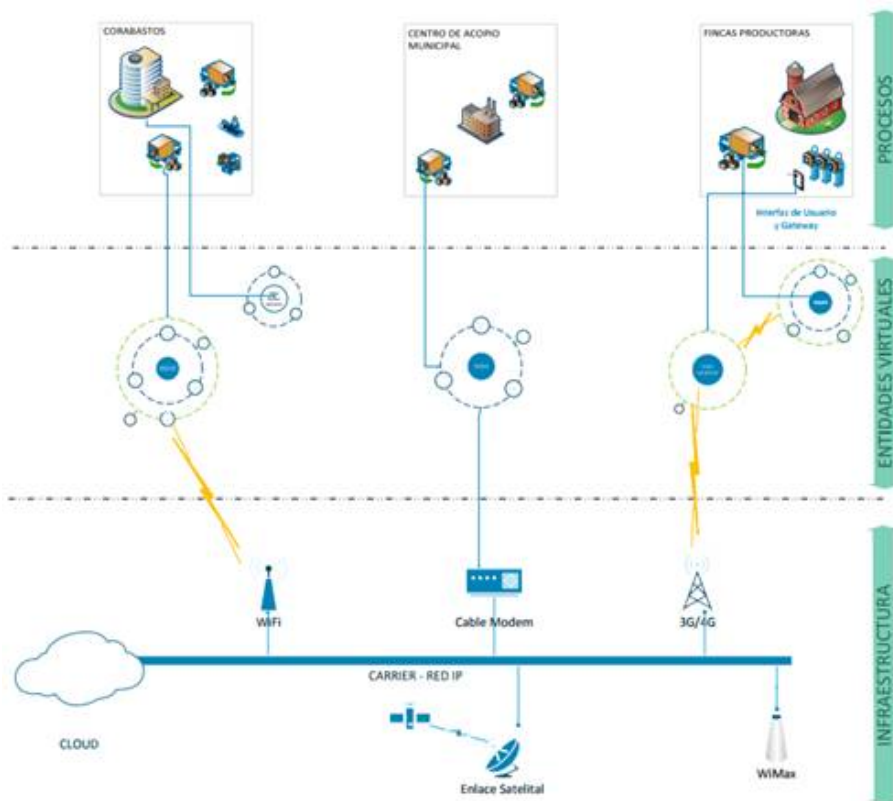 CORABASTOS
CENTRO DE ACOPIO
MUNICIPAL
FINCAS PRODUCTORAS
PROCESOS
Interfas de Usuario
y Gateway
ENTIDADES VIRTUALES
WiFi
Cable Modem
3G/4G
CARRIER - RED IP
CLOUD
Enlace Satelital
WiMax
INFRAESTRUCTURA